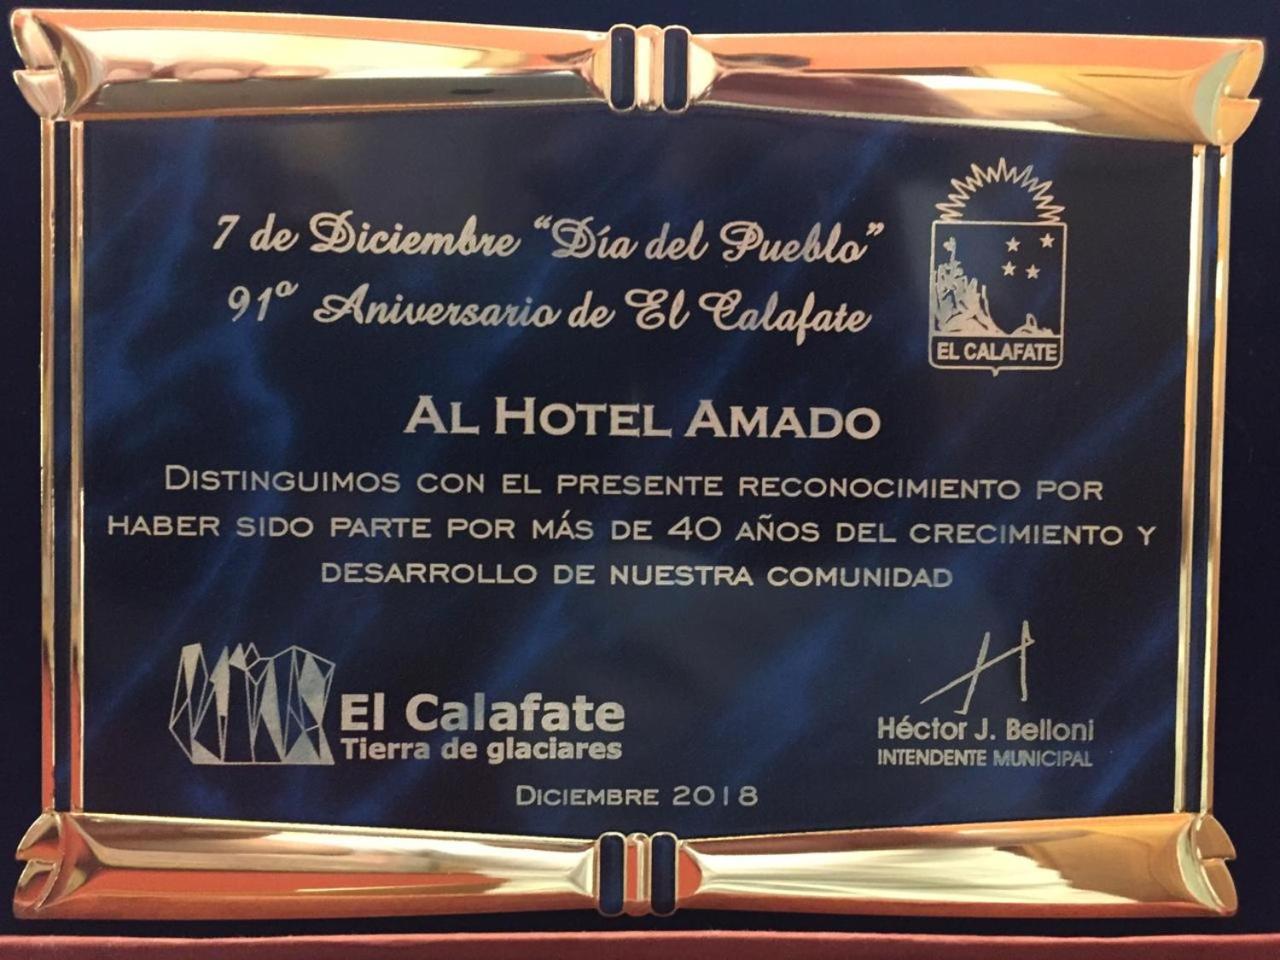 7 de Diciembre "Día del Pueblo"
91º Aniversario de El Calafate
EL CALAFATE
AL HOTEL AMADO
DISTINGUIMOS CON EL PRESENTE RECONOCIMIENTO POR
HABER SIDO PARTE POR MÁS DE 40 AÑOS DEL CRECIMIENTO Y
DESARROLLO DE NUESTRA COMUNIDAD
El Calafate
Tierra de glaciares
Héctor J. Belloni
INTENDENTE MUNICIPAL
DICIEMBRE 2018